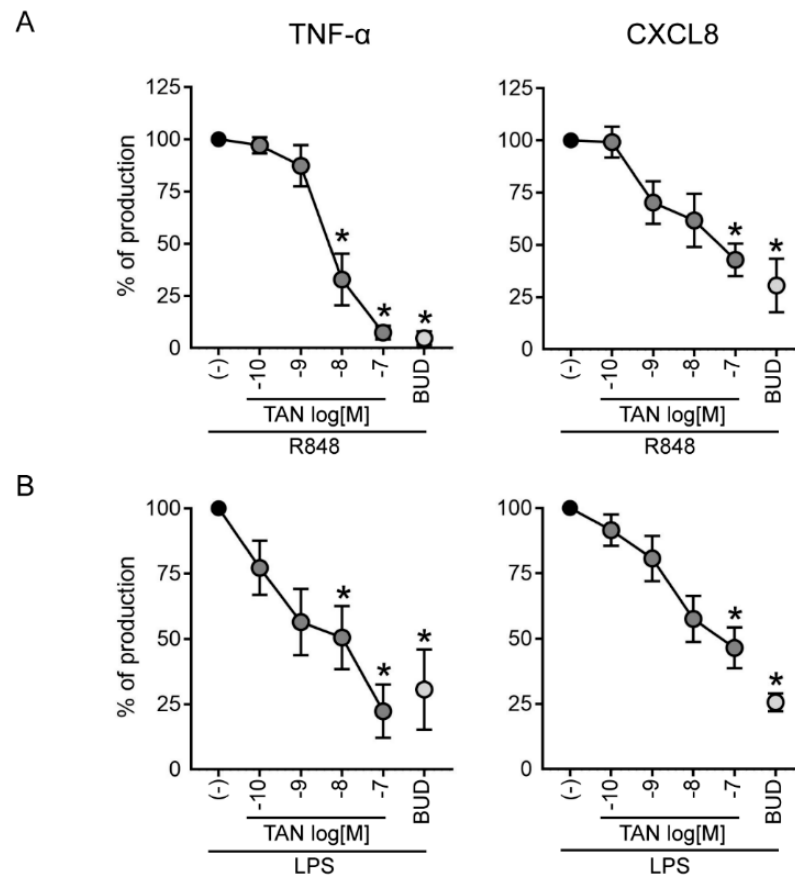 A
TNF-α
CXCL8
% of production
125
100
75
50
25
0
*
*
*
(-)
-10
-9
-8
-7
BUD
TAN log[M]
R848
125
100
75
50
25
0
*
*
(-)
-10
-9
-8
-7
BUD
TAN log[M]
R848
B
% of production
100
75
50
25
0
*
*
*
(-)
-10
-9
-8
-7
BUD
TAN log[M]
LPS
100
75
50
25
0
*
*
(-)
-10
-9
-8
-7
BUD
TAN log[M]
LPS